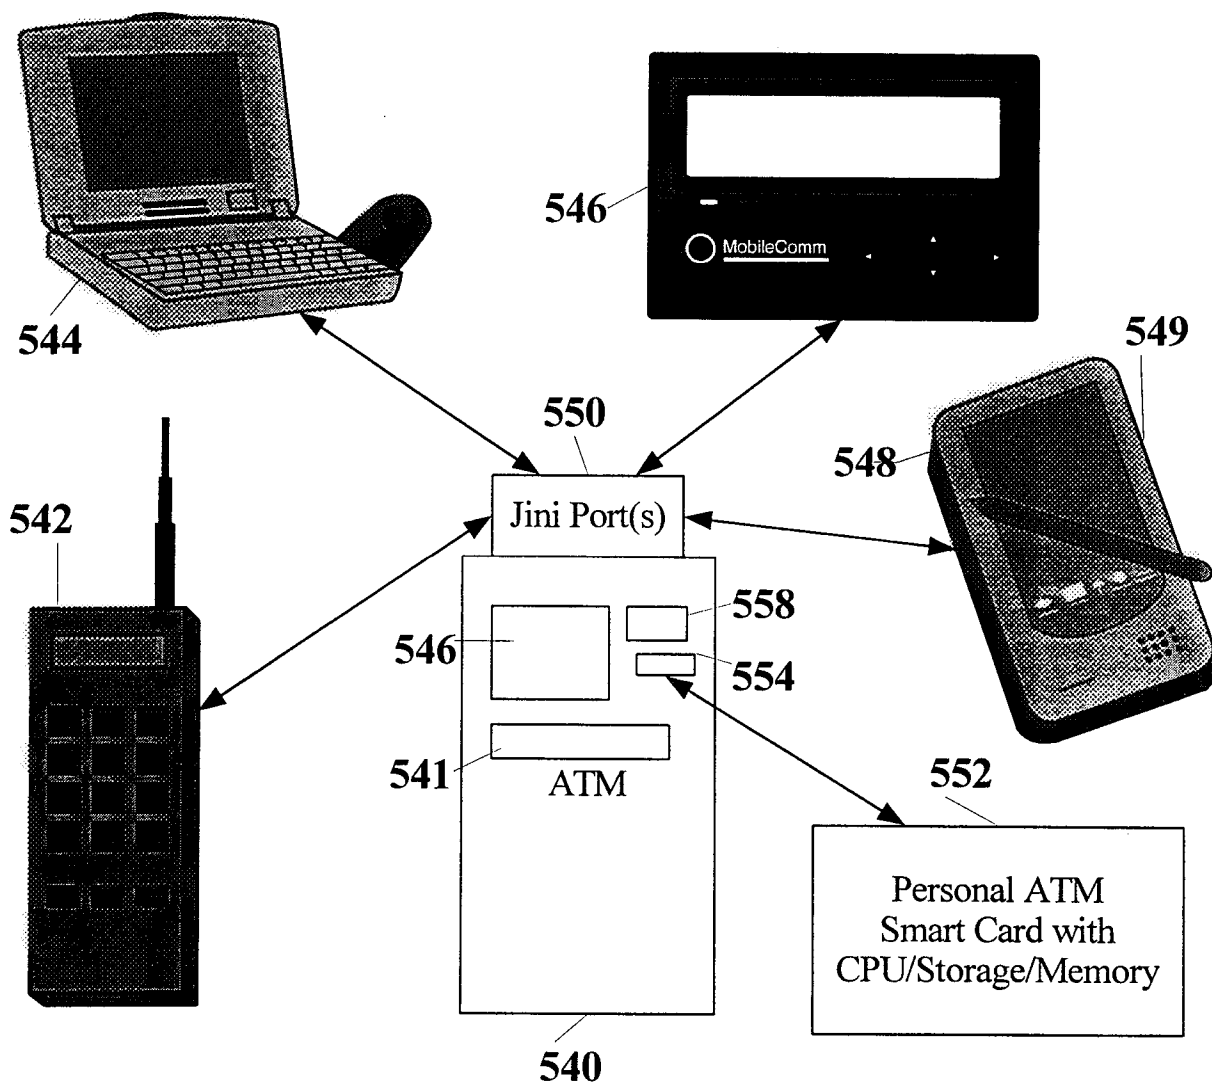 546
MobileComm
544
549
550
548
Jini Port(s)
542
558
546
554
541
ATM
552
Personal ATM
Smart Card with
CPU/Storage/Memory
540